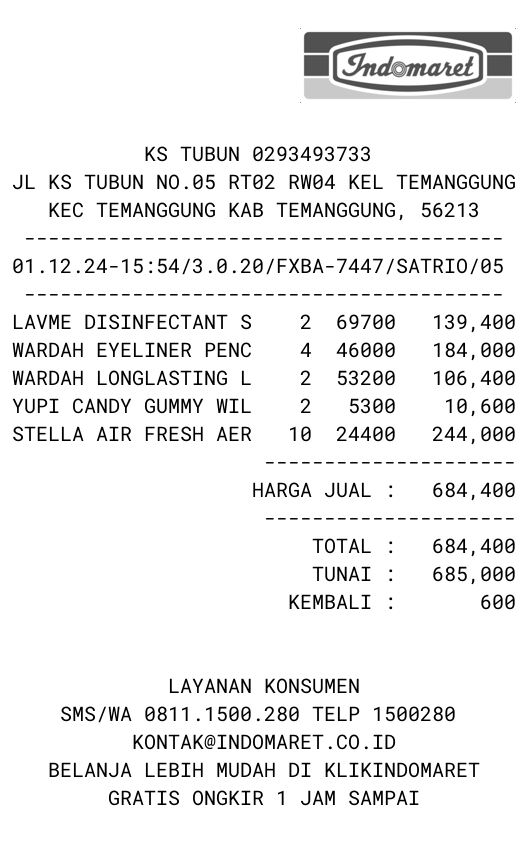 Indomaret
KS TUBUN 0293493733
JL KS TUBUN NO.05 RT02 RW04 KEL TEMANGGUNG
KEC TEMANGGUNG KAB TEMANGGUNG, 56213
----------------------------------------
01.12.24-15:54/3.0.20/FXBA-7447/SATRIO/05
----------------------------------------
LAVME DISINFECTANT S 2 69700 139,400
WARDAH EYELINER PENC 4 46000 184,000
WARDAH LONGLASTING L 2 53200 106,400
YUPI CANDY GUMMY WIL 2 5300 10,600
STELLA AIR FRESH AER 10 24400 244,000
---------------------
HARGA JUAL : 684,400
---------------------
TOTAL : 684,400
TUNAI : 685,000
KEMBALI : 600
LAYANAN KONSUMEN
SMS/WA 0811.1500.280 TELP 1500280
KONTAK@INDOMARET.CO.ID
BELANJA LEBIH MUDAH DI KLIKINDOMARET
GRATIS ONGKIR 1 JAM SAMPAI